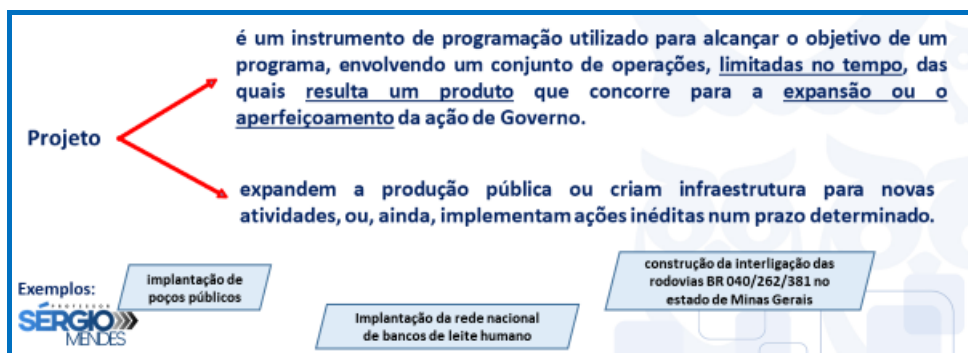 é um instrumento de programação utilizado para alcançar o objetivo de um
programa, envolvendo um conjunto de operações, limitadas no tempo, das
quais resulta um produto que concorre para a expansão ou o
aperfeiçoamento da ação de Governo.
Projeto
expandem a produção pública ou criam infraestrutura para novas
atividades, ou, ainda, implementam ações inéditas num prazo determinado.
Exemplos:
implantação de
poços públicos
Implantação da rede nacional
de bancos de leite humano
construção da interligação das
rodovias BR 040/262/381 no
estado de Minas Gerais
PROFESSOR
SÉRGIO
MENDES